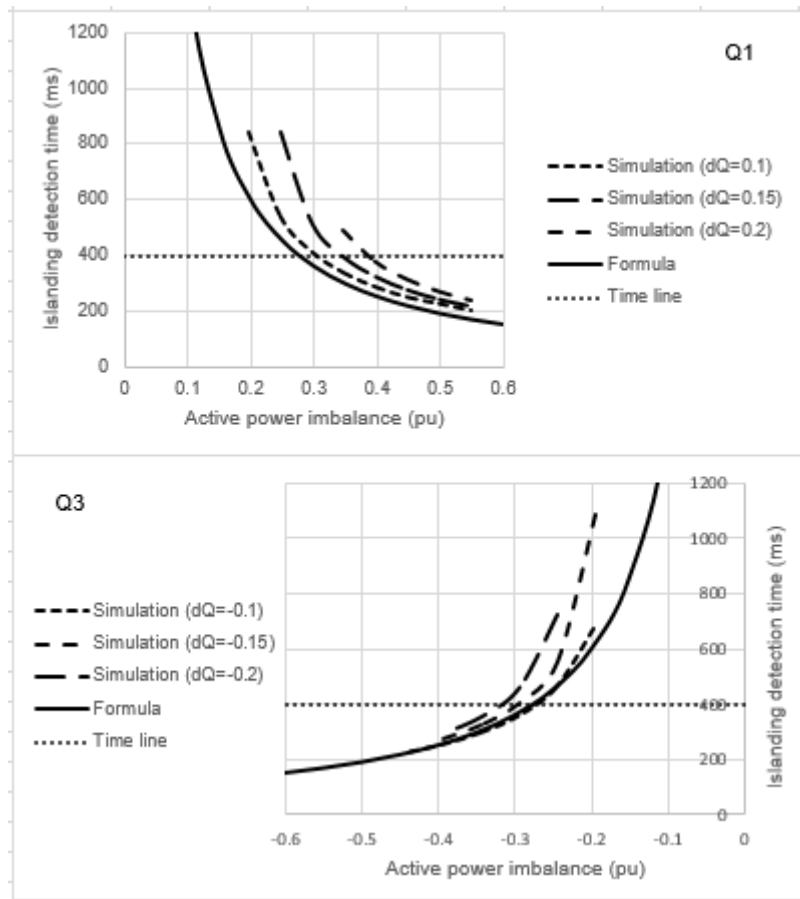 Q1
Islanding detection time (ms)
1200
1000
800
600
400
200
0
0 0.1 0.2 0.3 0.4 0.5 0.6
Active power imbalance (pu)
Simulation (dQ=0.1)
Simulation (dQ=0.15)
Simulation (dQ=0.2)
Formula
Time line
Q3
Simulation (dQ=-0.1)
Simulation (dQ=-0.15)
Simulation (dQ=-0.2)
Formula
Time line
1200
1000
800
600
400
200
0
Islanding detection time (ms)
-0.6 -0.5 -0.4 -0.3 -0.2 -0.1 0
Active power imbalance (pu)